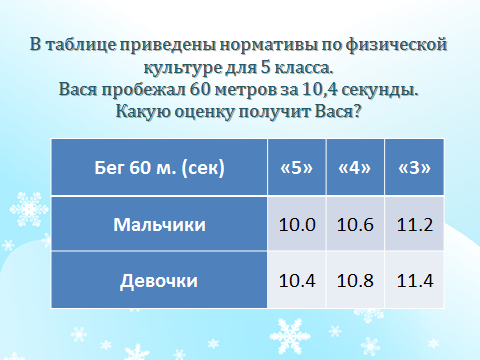 В таблице приведены нормативы по физической
культуре для 5 класса.
Вася пробежал 60 метров за 10,4 секунды.
Какую оценку получит Вася?
Бег 60 м. (сек) «5» «4» «3»
Мальчики 10.0 10.6 11.2
Девочки 10.4 10.8 11.4